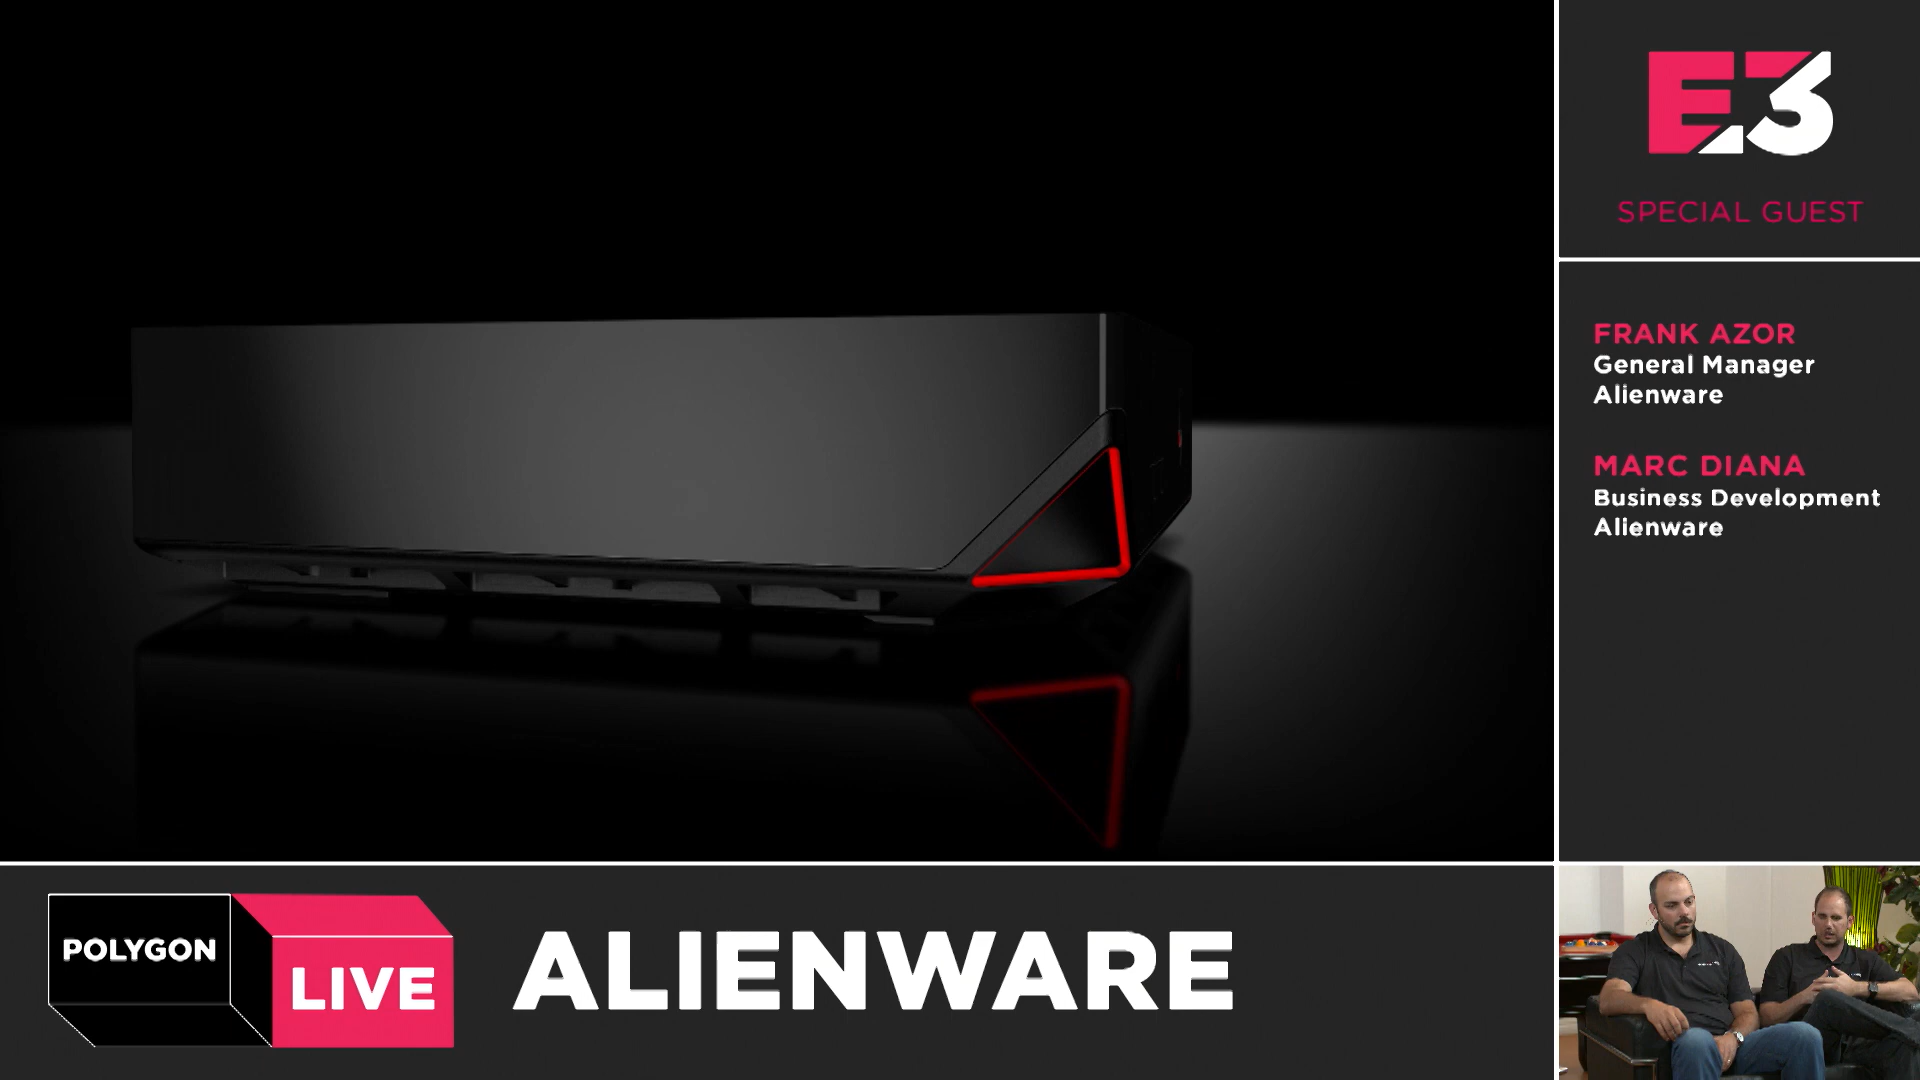 E3
SPECIAL GUEST
FRANK AZOR
General Manager
Alienware
MARC DIANA
Business Development
Alienware
POLYGON
LIVE
ALIENWARE